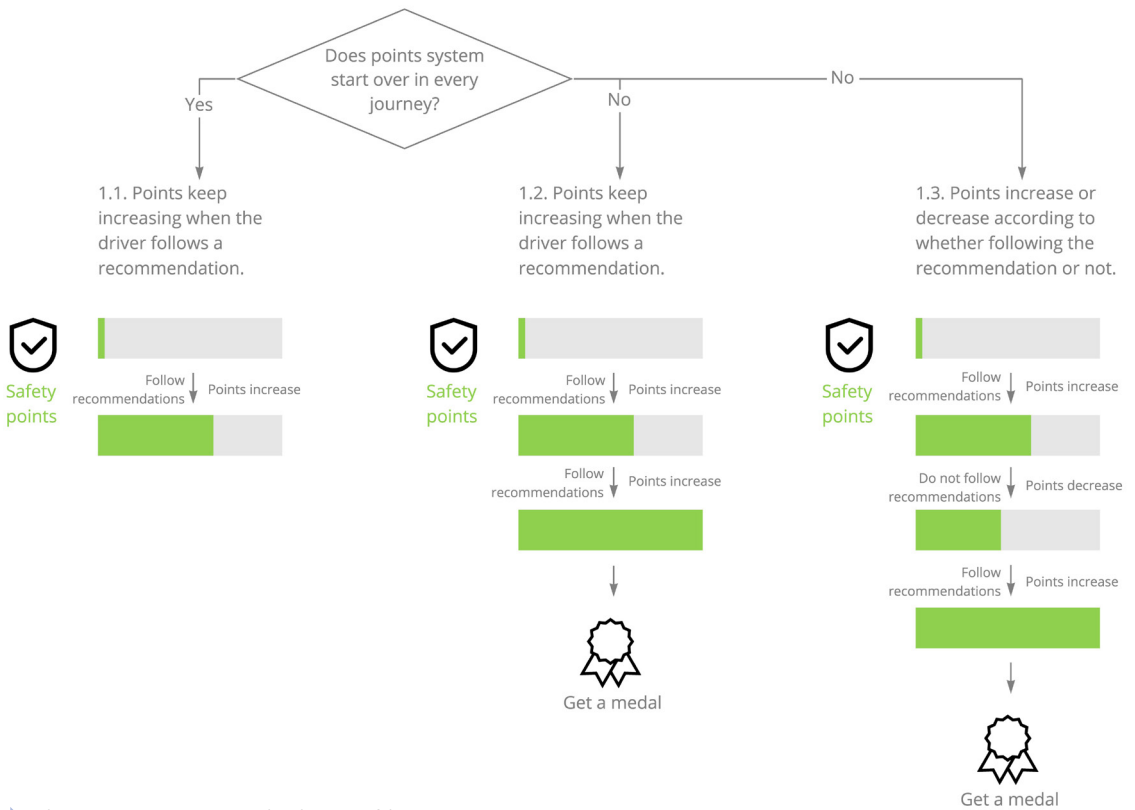 Does points system
start over in every
journey?
Yes
No
No
1.1. Points keep
increasing when the
driver follows a
recommendation.
1.2. Points keep
increasing when the
driver follows a
recommendation.
1.3. Points increase or
decrease according to
whether following the
recommendation or not.
Safety
points
Follow
recommendations
Points increase
Safety
points
Follow
recommendations
Points increase
Follow
recommendations
Points increase
Get a medal
Safety
points
Follow
recommendations
Points increase
Do not follow
recommendations
Points decrease
Follow
recommendations
Points increase
Get a medal